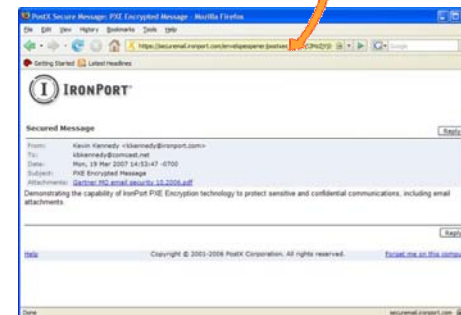 PostX Secure Message: PXE Encrypted Message - Mozilla Firefox
File Edit View History Bookmarks Tools Help
Getting Started Latest Headlines
IRONPORT
Secured Message
Reply
From: Kevin Kennedy <kkennedy@ironport.com>
To: kbkennedy@comcast.net
Date: Mon, 19 Mar 2007 14:53:47 -0700
Subject: PXE Encrypted Message
Attachments: Gartner MQ email security 10.2006.pdf
Demonstrating the capability of IronPort PXE Encryption technology to protect sensitive and confidential communications, including email
attachments.
Reply
Help Copyright © 2001-2006 PostX Corporation. All rights reserved. Forget me on this compu
Done